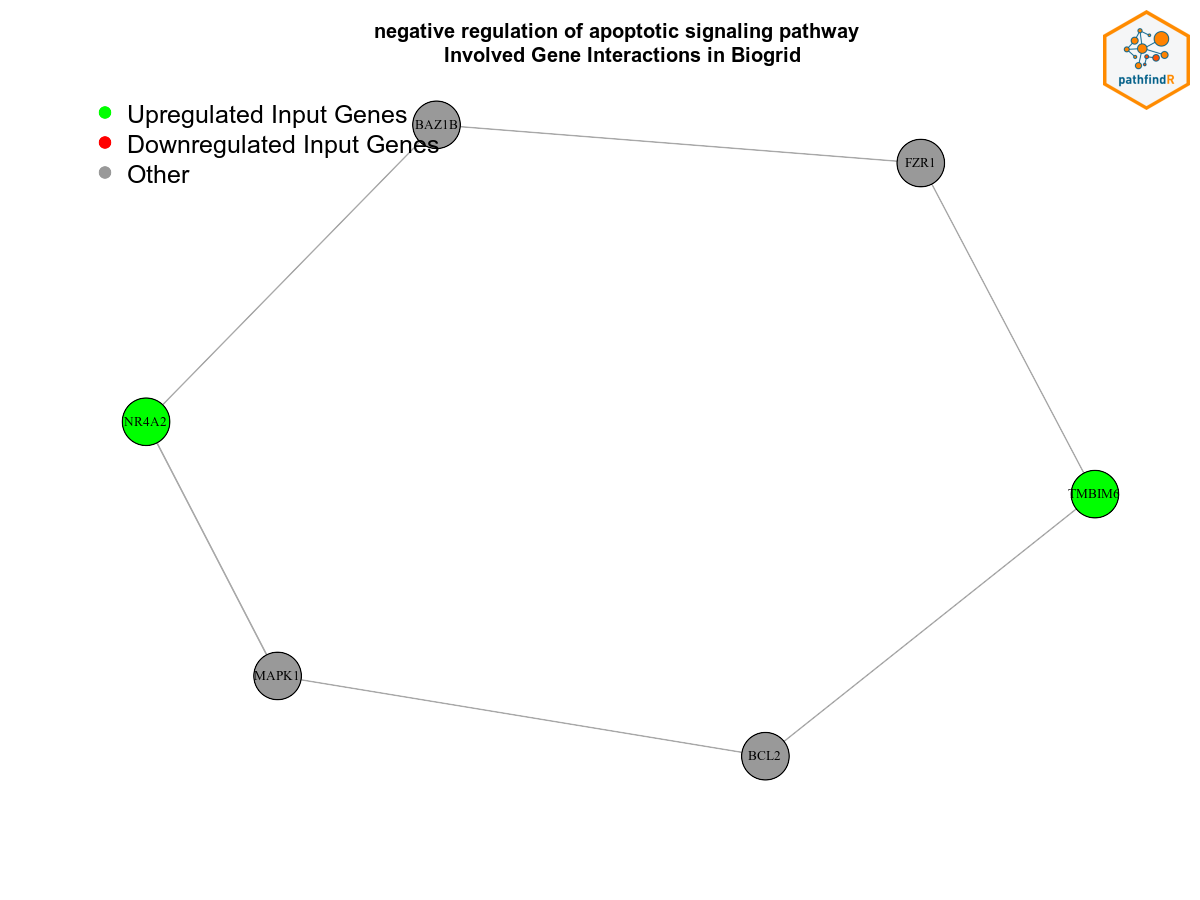 negative regulation of apoptotic signaling pathway
Involved Gene Interactions in Biogrid
pathfindR
Upregulated Input Genes
Downregulated Input Genes
Other
BAZ1B
FZR1
NR4A2
TMBIM6
MAPK1
BCL2